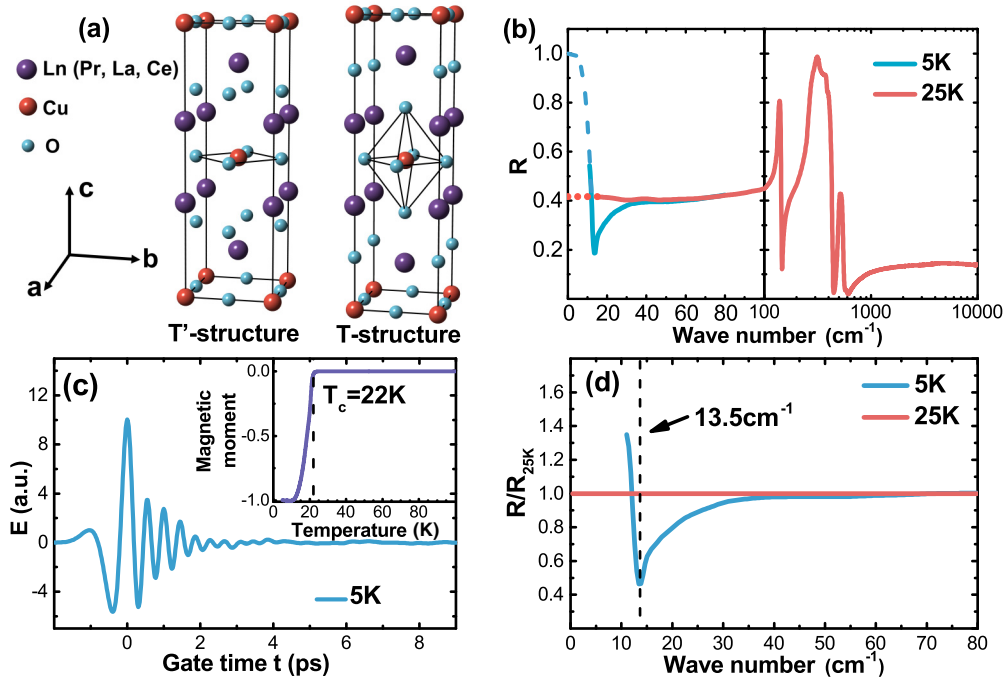 (a)
Ln (Pr, La, Ce)
Cu
O
c
b
a
T'-structure
T-structure
(b)
5K
25K
R
1.0
0.8
0.6
0.4
0.2
0 20 40 60 80 100 1000 10000
Wave number (cm⁻¹)
(c)
E (a.u.)
12
8
4
0
-4
-2 0 2 4 6 8
Gate time t (ps)
5K
Magnetic moment
0.0
-0.5
-1.0
T_c=22K
0 20 40 60 80
Temperature (K)
(d)
5K
25K
13.5cm⁻¹
R/R_25K
1.6
1.4
1.2
1.0
0.8
0.6
0.4
0 10 20 30 40 50 60 70 80
Wave number (cm⁻¹)